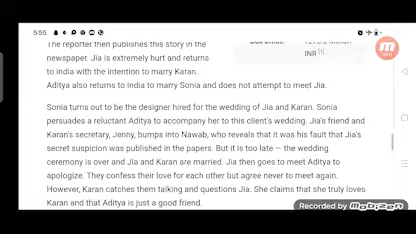 5:55
The reporter then publishes this story in the
newspaper. Jia is extremely hurt and returns
to India with the intention to marry Karan.
Aditya also returns to India to marry Sonia and does not attempt to meet Jia.
INR [1]
Sonia turns out to be the designer hired for the wedding of Jia and Karan. Sonia
persuades a reluctant Aditya to accompany her to this client's wedding. Jia's friend and
Karan's secretary, Jenny, bumps into Nawab, who reveals that it was his fault that Jia's
secret suspicion was published in the papers. But it is too late – the wedding
ceremony is over and Jia and Karan are married. Jia then goes to meet Aditya to
apologize. They confess their love for each other but agree never to meet again.
However, Karan catches them talking and questions Jia. She claims that she truly loves
Karan and that Aditya is just a good friend.
Recorded by Mobizen